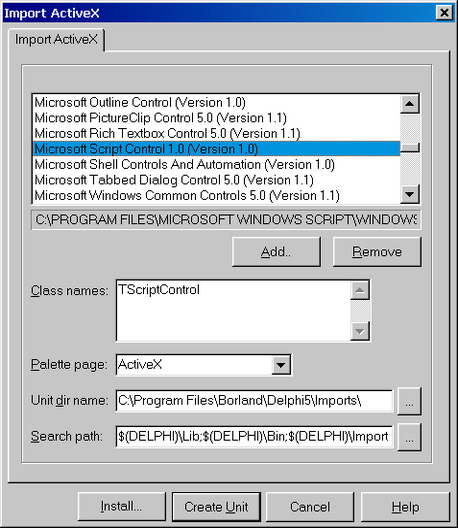 Import ActiveX
Import ActiveX
Microsoft Outline Control (Version 1.0)
Microsoft PictureClip Control 5.0 (Version 1.1)
Microsoft Rich Textbox Control 5.0 (Version 1.1)
Microsoft Script Control 1.0 (Version 1.0)
Microsoft Shell Controls And Automation (Version 1.0)
Microsoft Tabbed Dialog Control 5.0 (Version 1.1)
Microsoft Windows Common Controls 5.0 (Version 1.1)
C:\PROGRAM FILES\MICROSOFT WINDOWS SCRIPT\WINDOWS
Add..
Remove
Class names:
TScriptControl
Palette page:
ActiveX
Unit dir name:
C:\Program Files\Borland\Delphi5\Imports\
...
Search path:
$(DELPHI)\Lib;$(DELPHI)\Bin;$(DELPHI)\Import
...
Install...
Create Unit
Cancel
Help